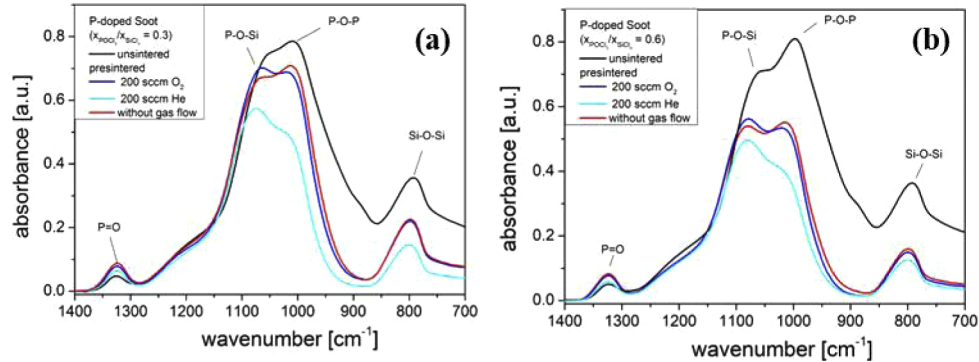 P-doped Soot
(x_POCl₃/x_SiCl₄ = 0.3)
unsintered
presintered
200 sccm O₂
200 sccm He
without gas flow
(a)
P-O-Si
P-O-P
Si-O-Si
P=O
absorbance [a.u.]
0.8
0.6
0.4
0.2
0.0
1400 1300 1200 1100 1000 900 800 700
wavenumber [cm⁻¹]
P-doped Soot
(x_POCl₃/x_SiCl₄ = 0.6)
unsintered
presintered
200 sccm O₂
200 sccm He
without gas flow
(b)
P-O-P
P-O-Si
Si-O-Si
P=O
absorbance [a.u.]
0.8
0.6
0.4
0.2
0.0
1400 1300 1200 1100 1000 900 800 700
wavenumber [cm⁻¹]